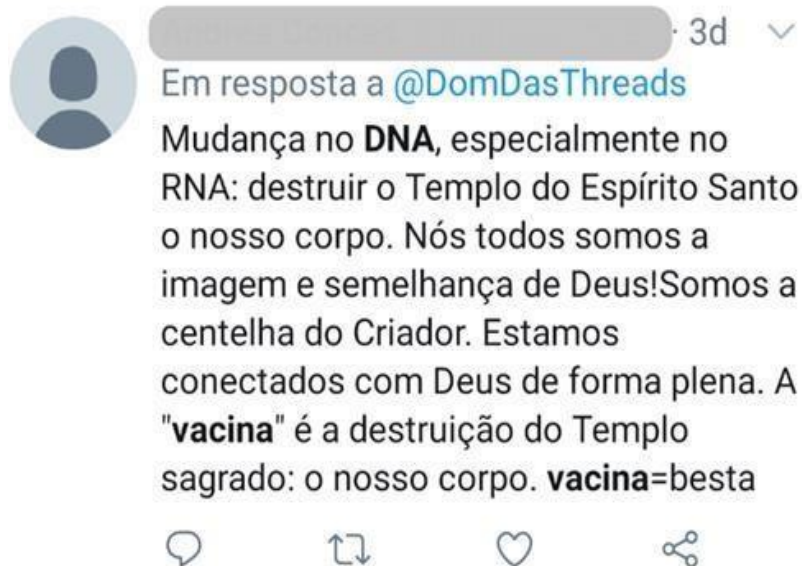 · 3d
Em resposta a @DomDasThreads
Mudança no DNA, especialmente no
RNA: destruir o Templo do Espírito Santo
o nosso corpo. Nós todos somos a
imagem e semelhança de Deus!Somos a
centelha do Criador. Estamos
conectados com Deus de forma plena. A
"vacina" é a destruição do Templo
sagrado: o nosso corpo. vacina=besta